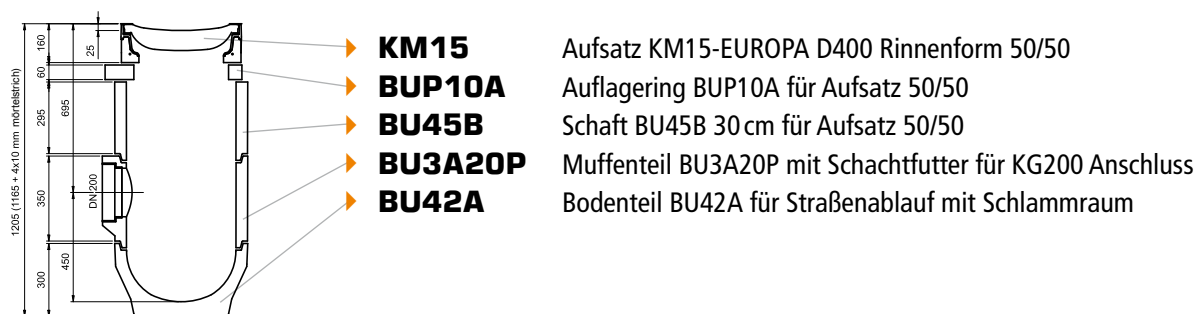 KM15 Aufsatz KM15-EUROPA D400 Rinnenform 50/50
BUP10A Auflagering BUP10A für Aufsatz 50/50
BU45B Schaft BU45B 30 cm für Aufsatz 50/50
BU3A20P Muffenteil BU3A20P mit Schachtfutter für KG200 Anschluss
BU42A Bodenteil BU42A für Straßenablauf mit Schlammraum
1205 (1165 + 4x10 mm mörtelstrich)
160
60
295
350
300
25
695
450
DN 200